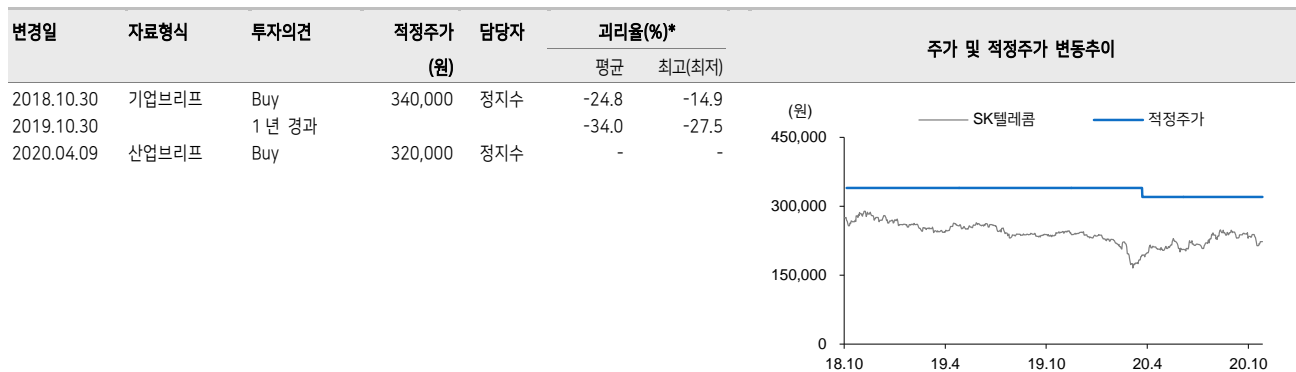 변경일 자료형식 투자의견 적정주가 담당자 괴리율(%)* 주가 및 적정주가 변동추이
(원) 평균 최고(최저)
2018.10.30 기업브리프 Buy 340,000 정지수 -24.8 -14.9
2019.10.30 1년 경과 -34.0 -27.5
2020.04.09 산업브리프 Buy 320,000 정지수 - -
(원)
SK텔레콤 적정주가
450,000
300,000
150,000
0
18.10 19.4 19.10 20.4 20.10